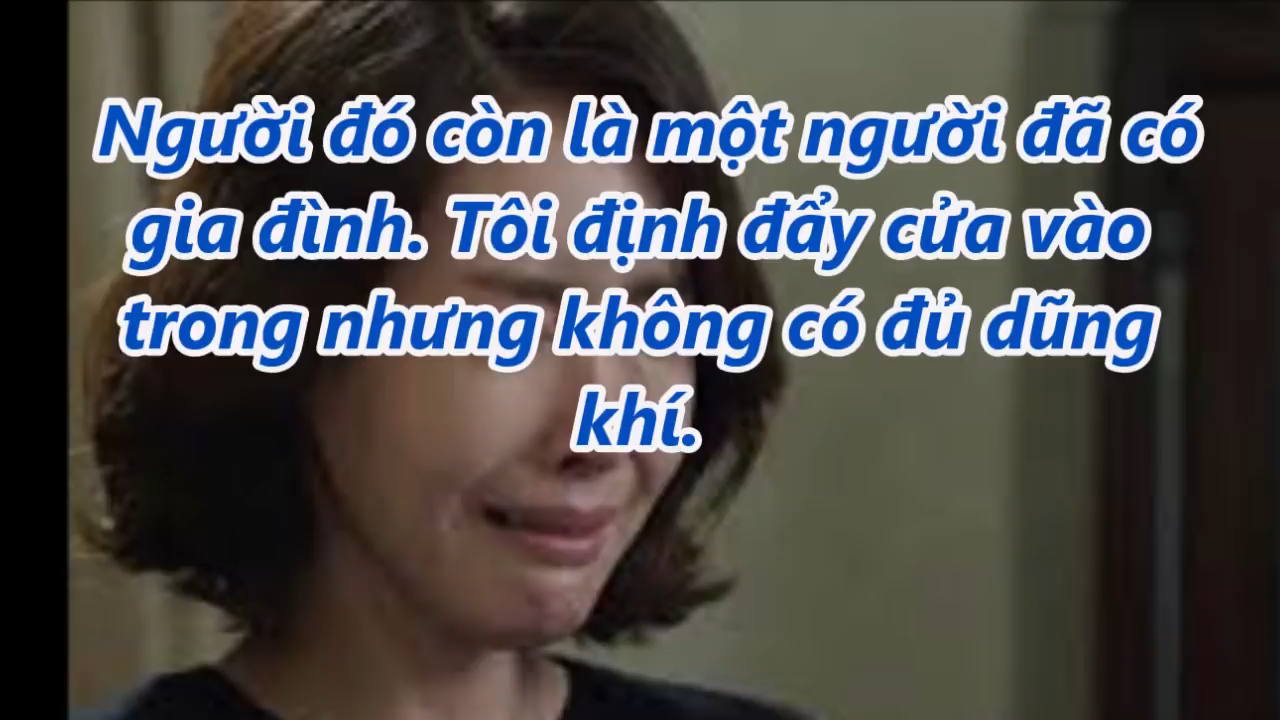 Người đó còn là một người đã có
gia đình. Tôi định đẩy cửa vào
trong nhưng không có đủ dũng
khí.